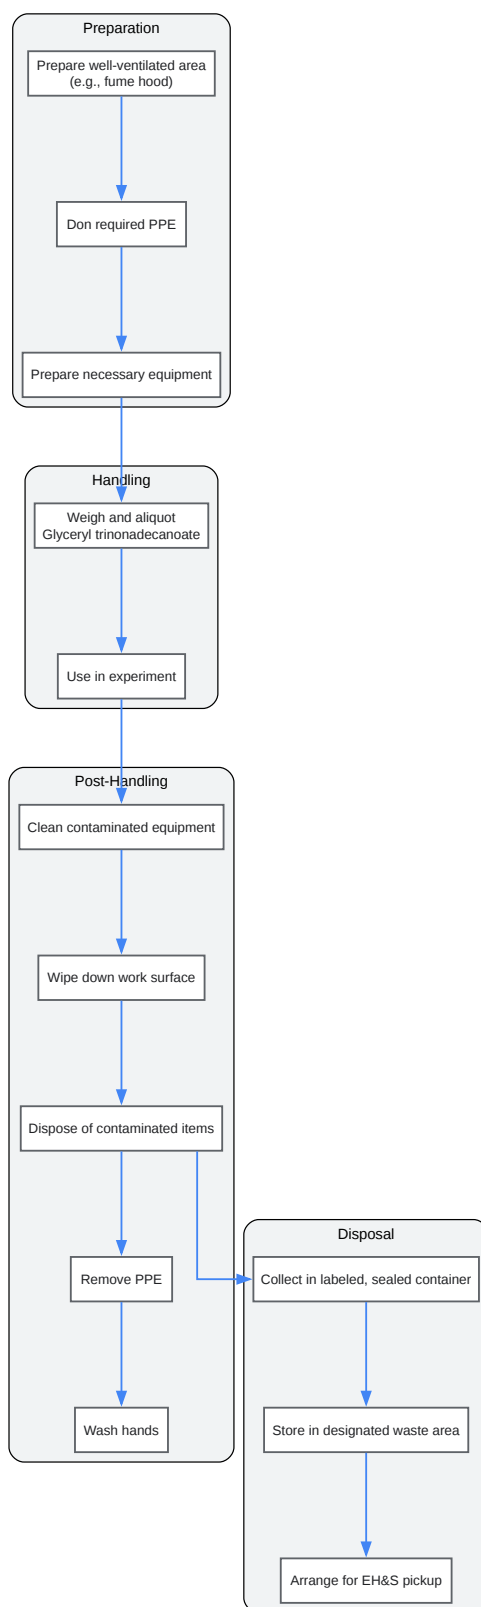 Preparation
Prepare well-ventilated area
(e.g., fume hood)
Don required PPE
Prepare necessary equipment
Handling
Weigh and aliquot
Glyceryl trinonadecanoate
Use in experiment
Post-Handling
Clean contaminated equipment
Wipe down work surface
Dispose of contaminated items
Remove PPE
Wash hands
Disposal
Collect in labeled, sealed container
Store in designated waste area
Arrange for EH&S pickup